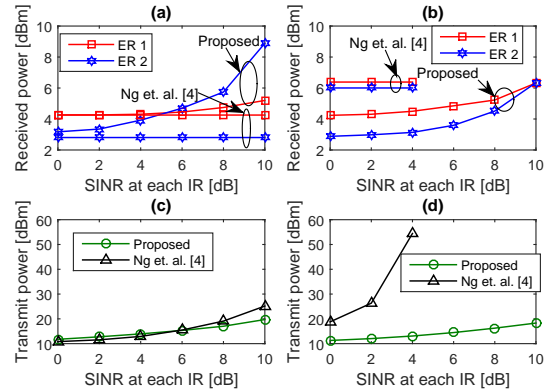 (a)
Received power [dBm]
10
8
6
4
2
ER 1
ER 2
Proposed
Ng et. al. [4]
0 2 4 6 8 10
SINR at each IR [dB]
(b)
Received power [dBm]
10
8
6
4
2
ER 1
ER 2
Ng et. al. [4]
Proposed
0 2 4 6 8 10
SINR at each IR [dB]
(c)
Transmit power [dBm]
60
50
40
30
20
10
Proposed
Ng et. al. [4]
0 2 4 6 8 10
SINR at each IR [dB]
(d)
Transmit power [dBm]
60
50
40
30
20
10
Proposed
Ng et. al. [4]
0 2 4 6 8 10
SINR at each IR [dB]